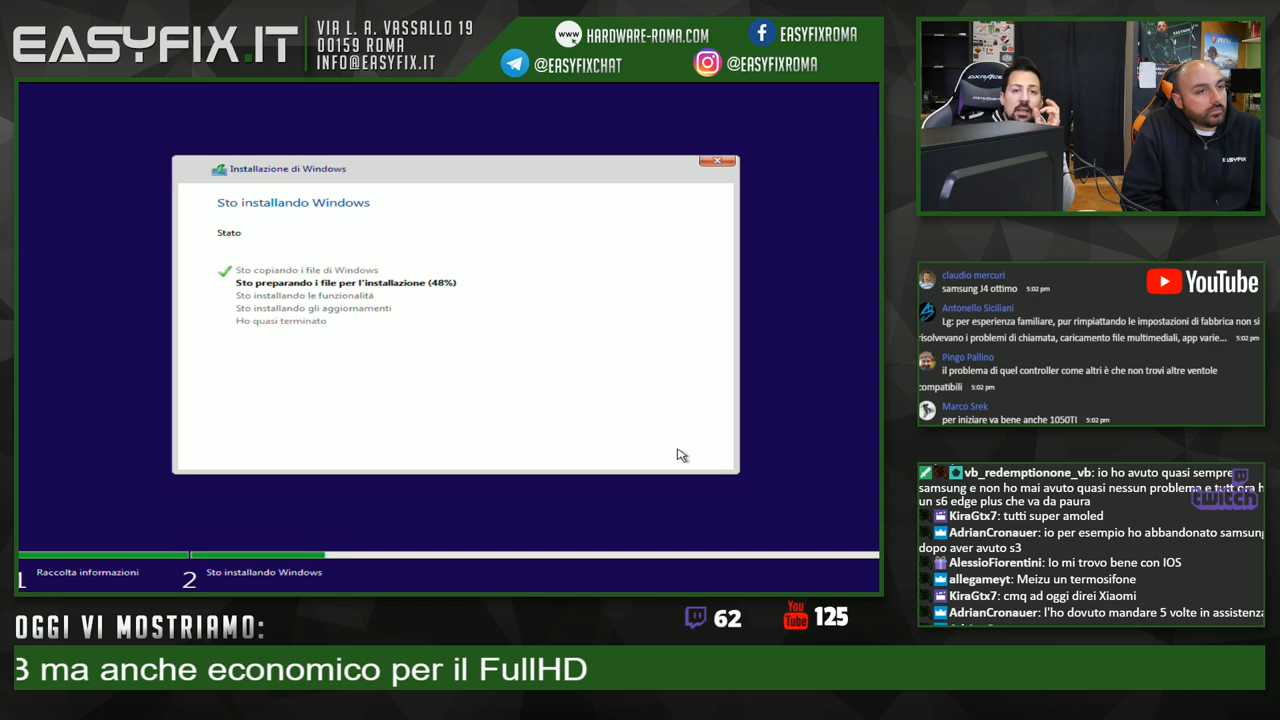 EASYFIX.IT
VIA L. A. VASSALLO 19
00159 ROMA
INFO@EASYFIX.IT
HARDWARE-ROMA.COM
EASYFIXROMA
@EASYFIXCHAT
@EASYFIXROMA
Installazione di Windows
Sto installando Windows
Stato
Sto copiando i file di Windows
Sto preparando i file per l'installazione (48%)
Sto installando le funzionalità
Sto installando gli aggiornamenti
Ho quasi terminato
1 Raccolta informazioni
2 Sto installando Windows
DXRACER
EASYFIX
YouTube
claudio mercuri
samsung J4 ottimo 5:02 pm
Antonello Siciliani
Lg: per esperienza familiare, pur rimpiattando le impostazioni di fabbrica non si
risolvevano i problemi di chiamata, caricamento file multimediali, app varie... 5:02 pm
Pingo Pallino
il problema di quel controller come altri è che non trovi altre ventole
compatibili 5:02 pm
Marco Srek
per iniziare va bene anche 1050TI 5:02 pm
twitch
vb_redemptionone_vb: io ho avuto quasi sempre
samsung e non ho mai avuto quasi nessun problema e tutt ora h
un s6 edge plus che va da paura
KiraGtx7: tutti super amoled
AdrianCronauer: io per esempio ho abbandonato samsung
dopo aver avuto s3
AlessioFiorentini: Io mi trovo bene con IOS
allegameyt: Meizu un termosifone
KiraGtx7: cmq ad oggi direi Xiaomi
AdrianCronauer: l'ho dovuto mandare 5 volte in assistenza
OGGI VI MOSTRIAMO:
62
You Tube 125
3 ma anche economico per il FullHD